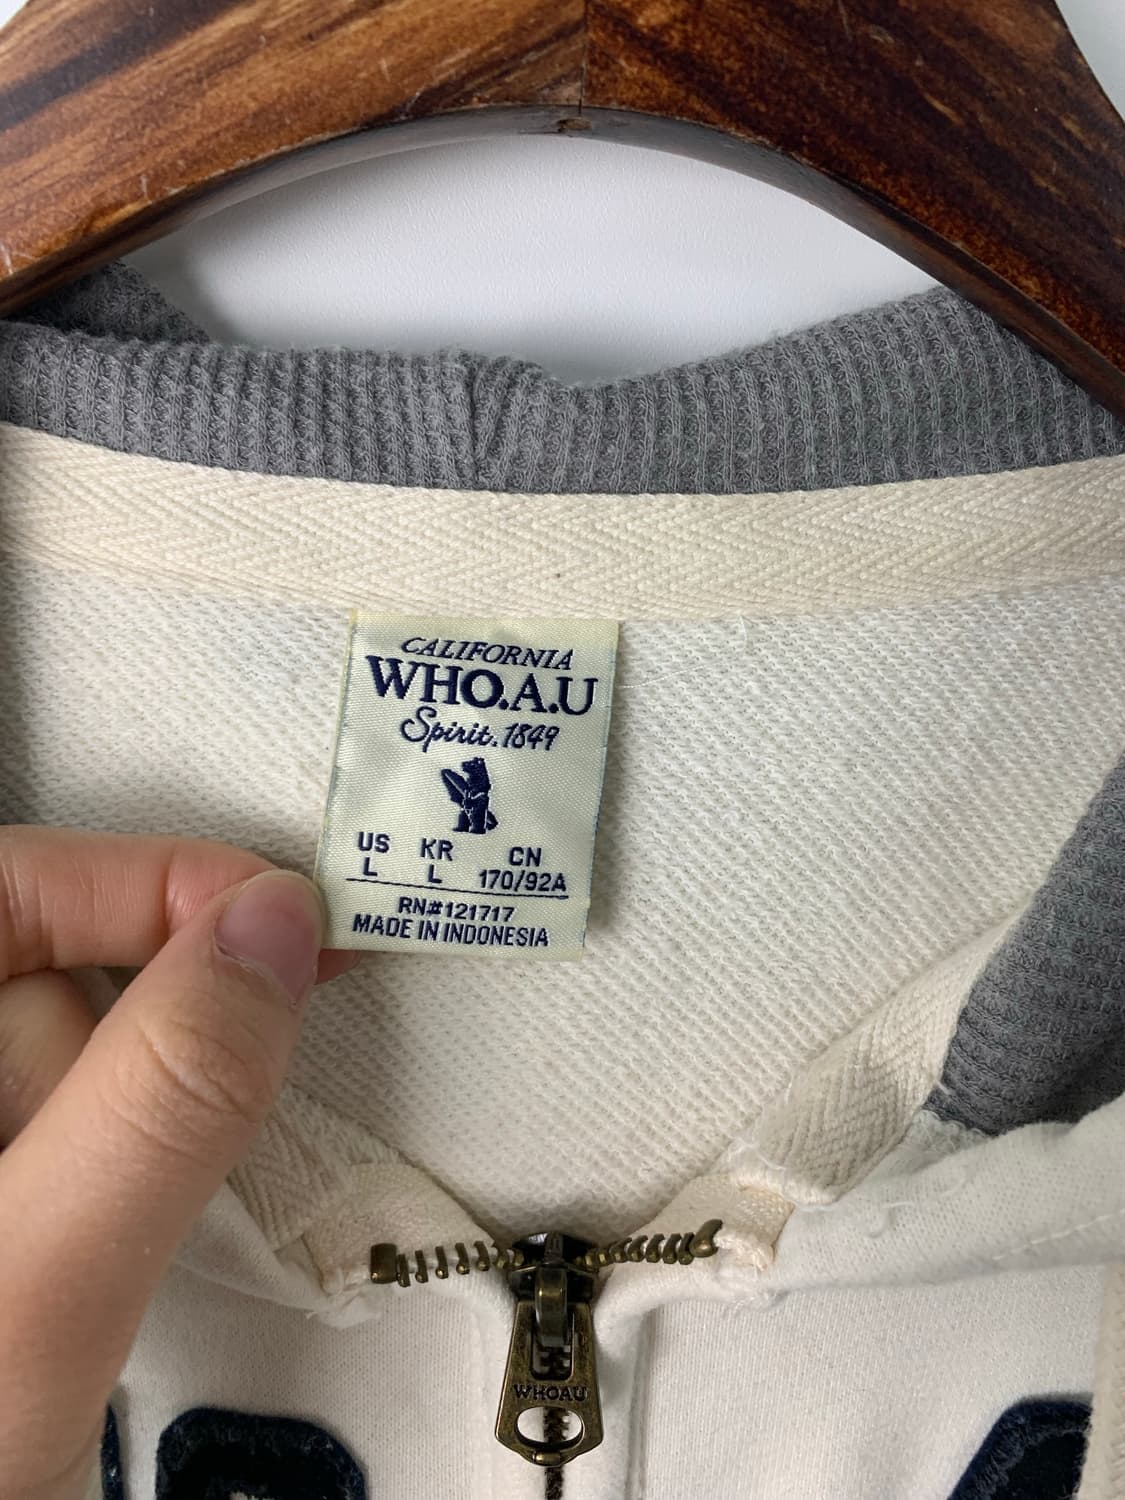 CALIFORNIA
WHO.A.U
Spirit.1849
US KR CN
L L 170/92A
RN#121717
MADE IN INDONESIA
WHOAU